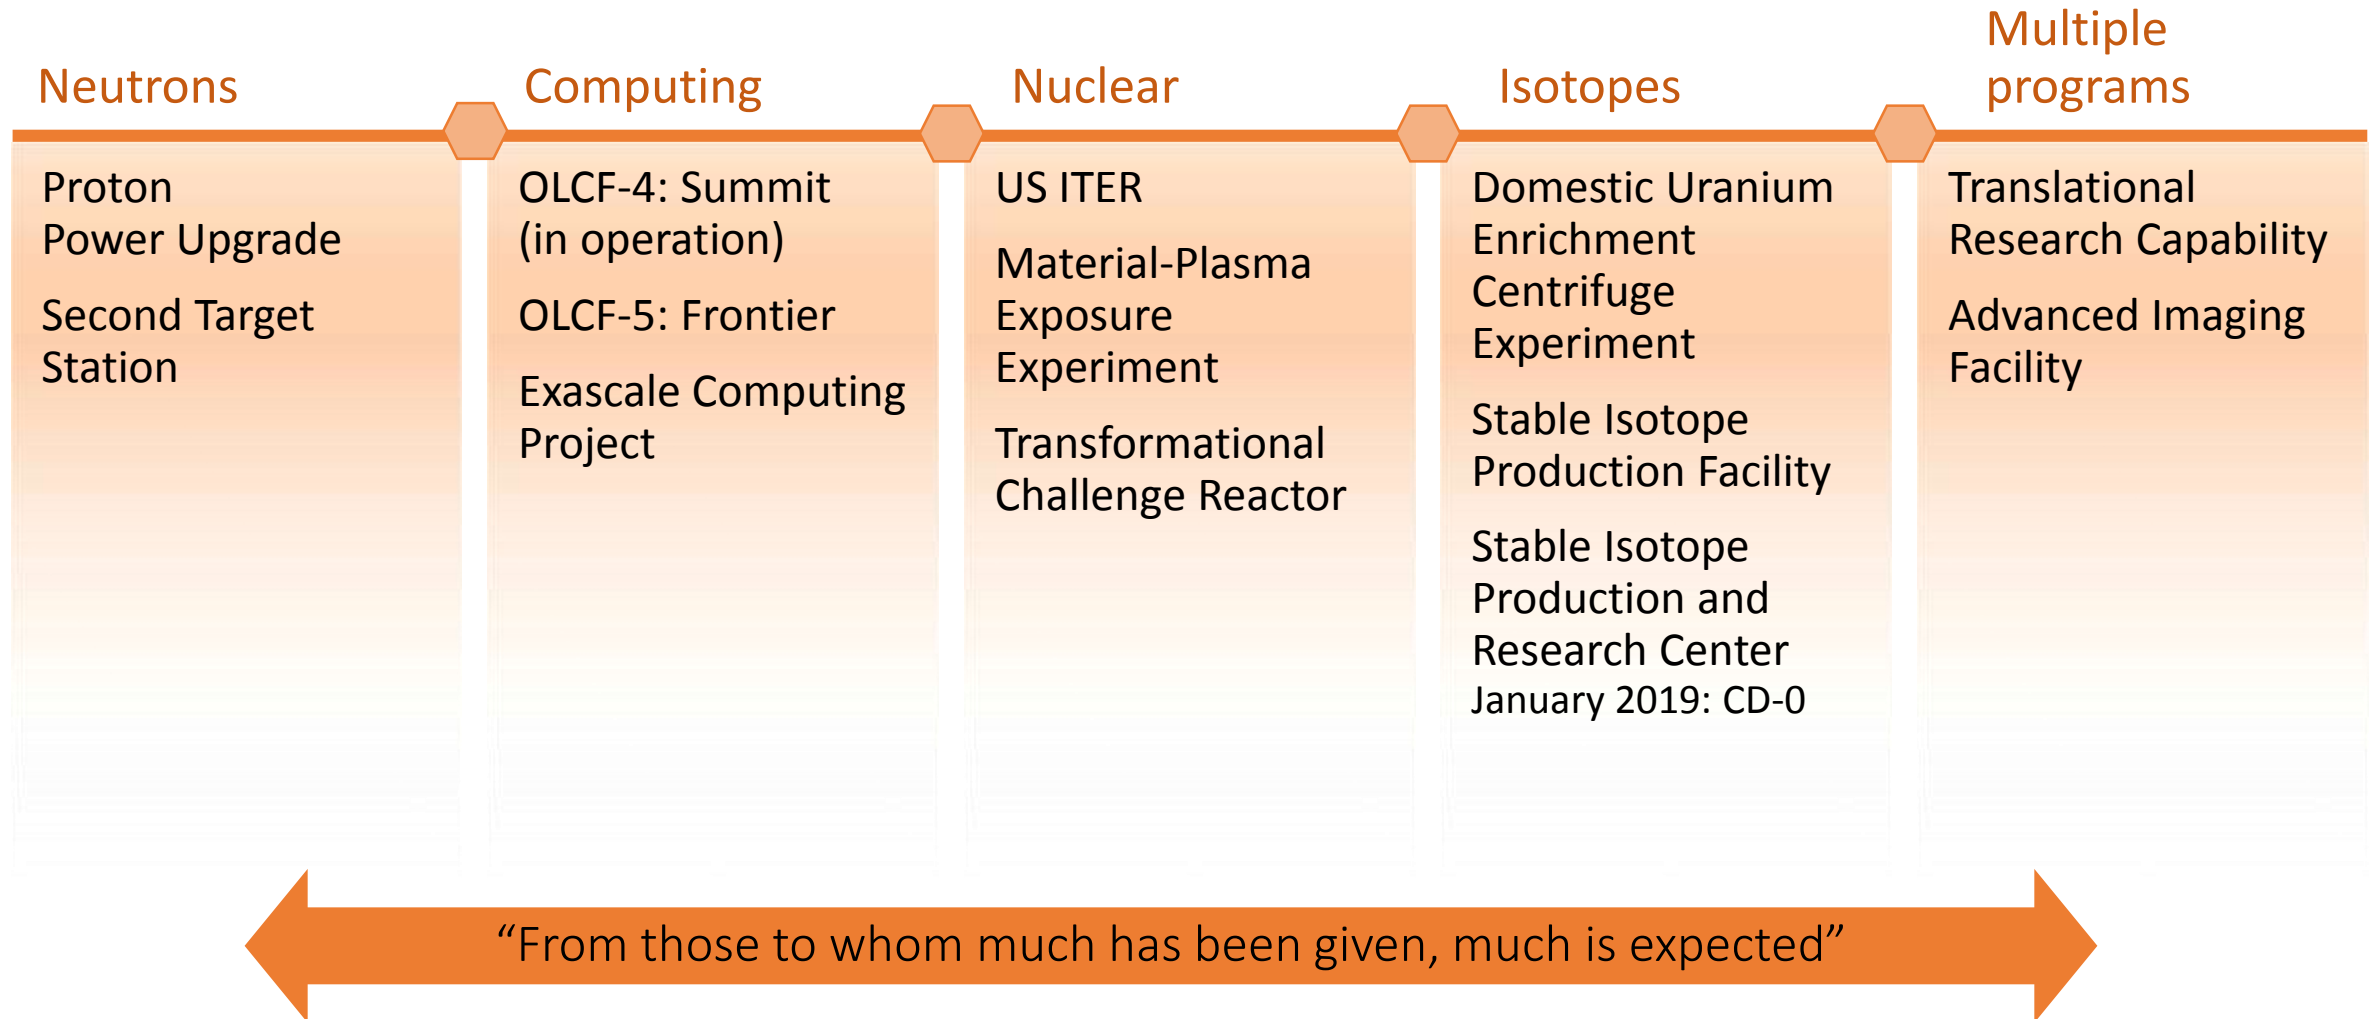 Neutrons
Proton
Power Upgrade
Second Target
Station
Computing
OLCF-4: Summit
(in operation)
OLCF-5: Frontier
Exascale Computing
Project
Nuclear
US ITER
Material-Plasma
Exposure
Experiment
Transformational
Challenge Reactor
Isotopes
Domestic Uranium
Enrichment
Centrifuge
Experiment
Stable Isotope
Production Facility
Stable Isotope
Production and
Research Center
January 2019: CD-0
Multiple
programs
Translational
Research Capability
Advanced Imaging
Facility
“From those to whom much has been given, much is expected”